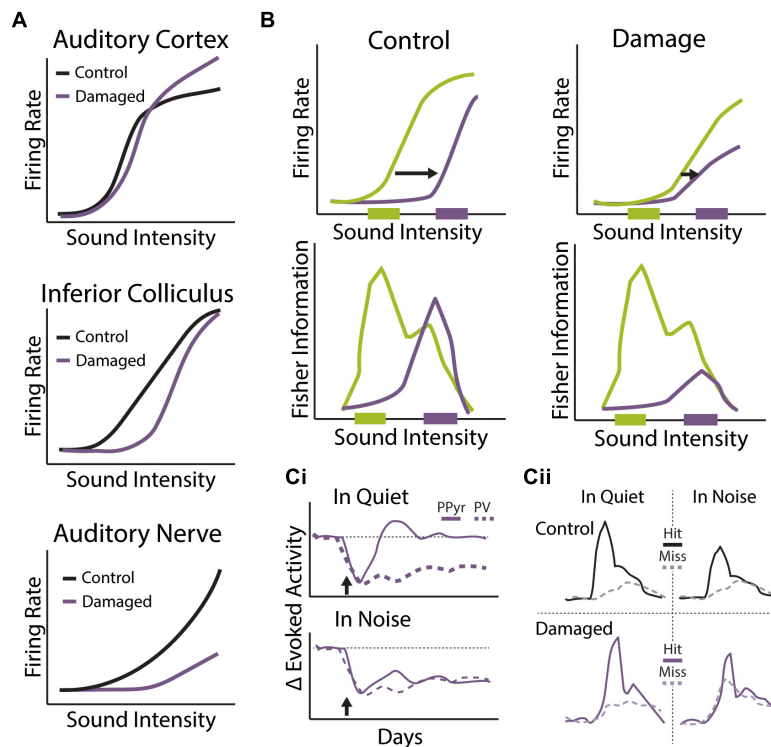 A
Auditory Cortex
Control
Damaged
Firing Rate
Sound Intensity
Inferior Colliculus
Control
Damaged
Firing Rate
Sound Intensity
Auditory Nerve
Control
Damaged
Firing Rate
Sound Intensity
B
Control
Firing Rate
Sound Intensity
Damage
Firing Rate
Sound Intensity
Fisher Information
Sound Intensity
Fisher Information
Sound Intensity
Ci
In Quiet
PPyr PV
In Noise
Δ Evoked Activity
Days
Cii
In Quiet In Noise
Control
Hit
Miss
Damaged
Hit
Miss